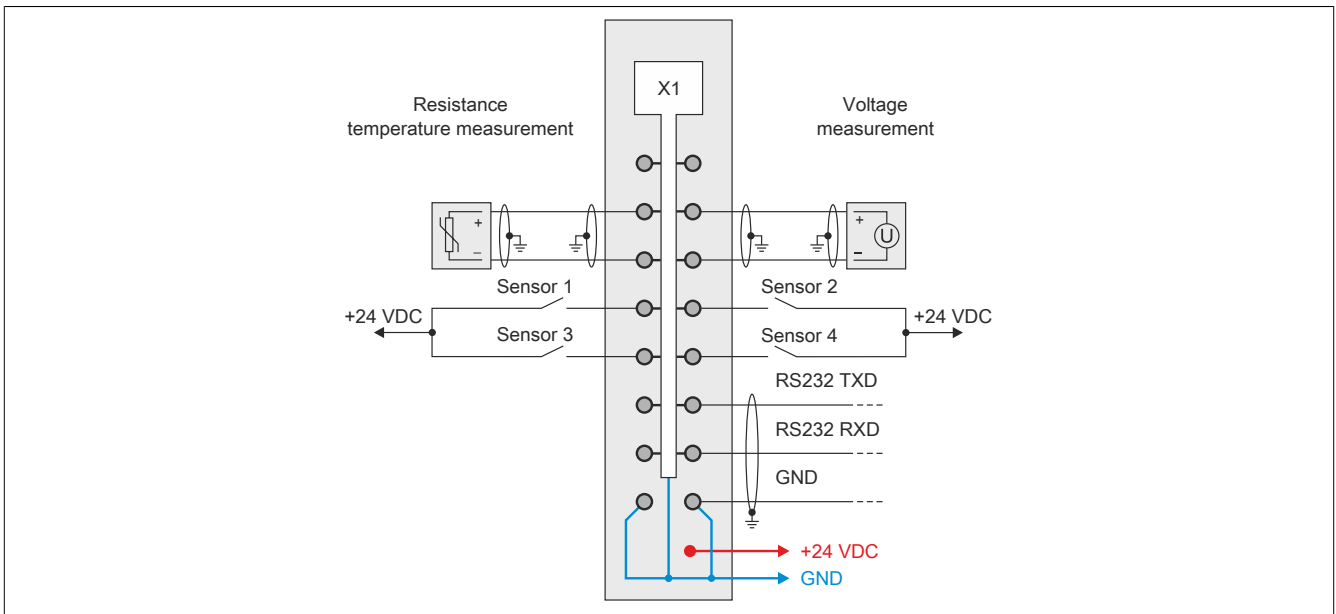 X1
Resistance
temperature measurement
Voltage
measurement
+
–
+
–
U
Sensor 1
Sensor 2
+24 VDC
+24 VDC
Sensor 3
Sensor 4
RS232 TXD
RS232 RXD
GND
+24 VDC
GND